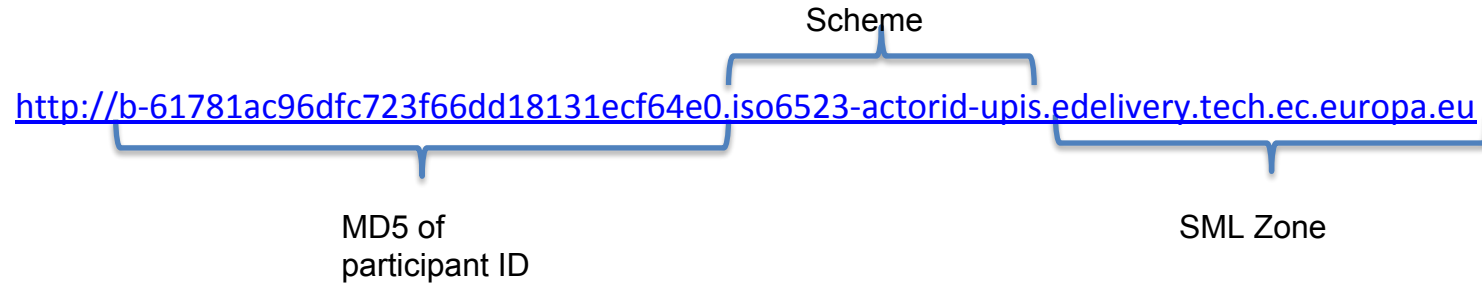 Scheme
http://b-61781ac96dfc723f66dd18131ecf64e0.iso6523-actorid-upis.edelivery.tech.ec.europa.eu
MD5 of
participant ID
SML Zone